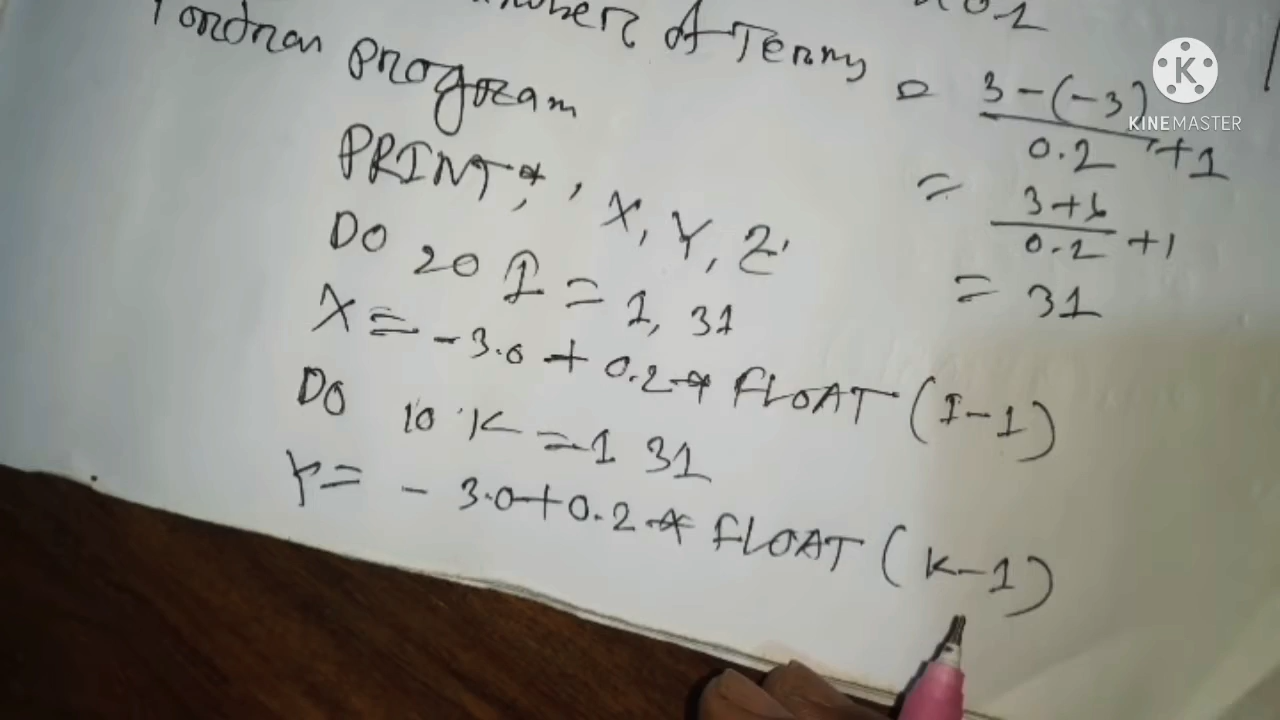 number of Terms = 3-(-3)/0.2 +1
= 3+6/0.2 +1
= 31
Fortran program
PRINT,*, 'X, Y, Z'
DO 20 I = 1, 31
X = -3.0 + 0.2 * FLOAT (I-1)
DO 10 K = 1 31
Y = - 3.0+0.2 * FLOAT (K-1)
K
KINEMASTER